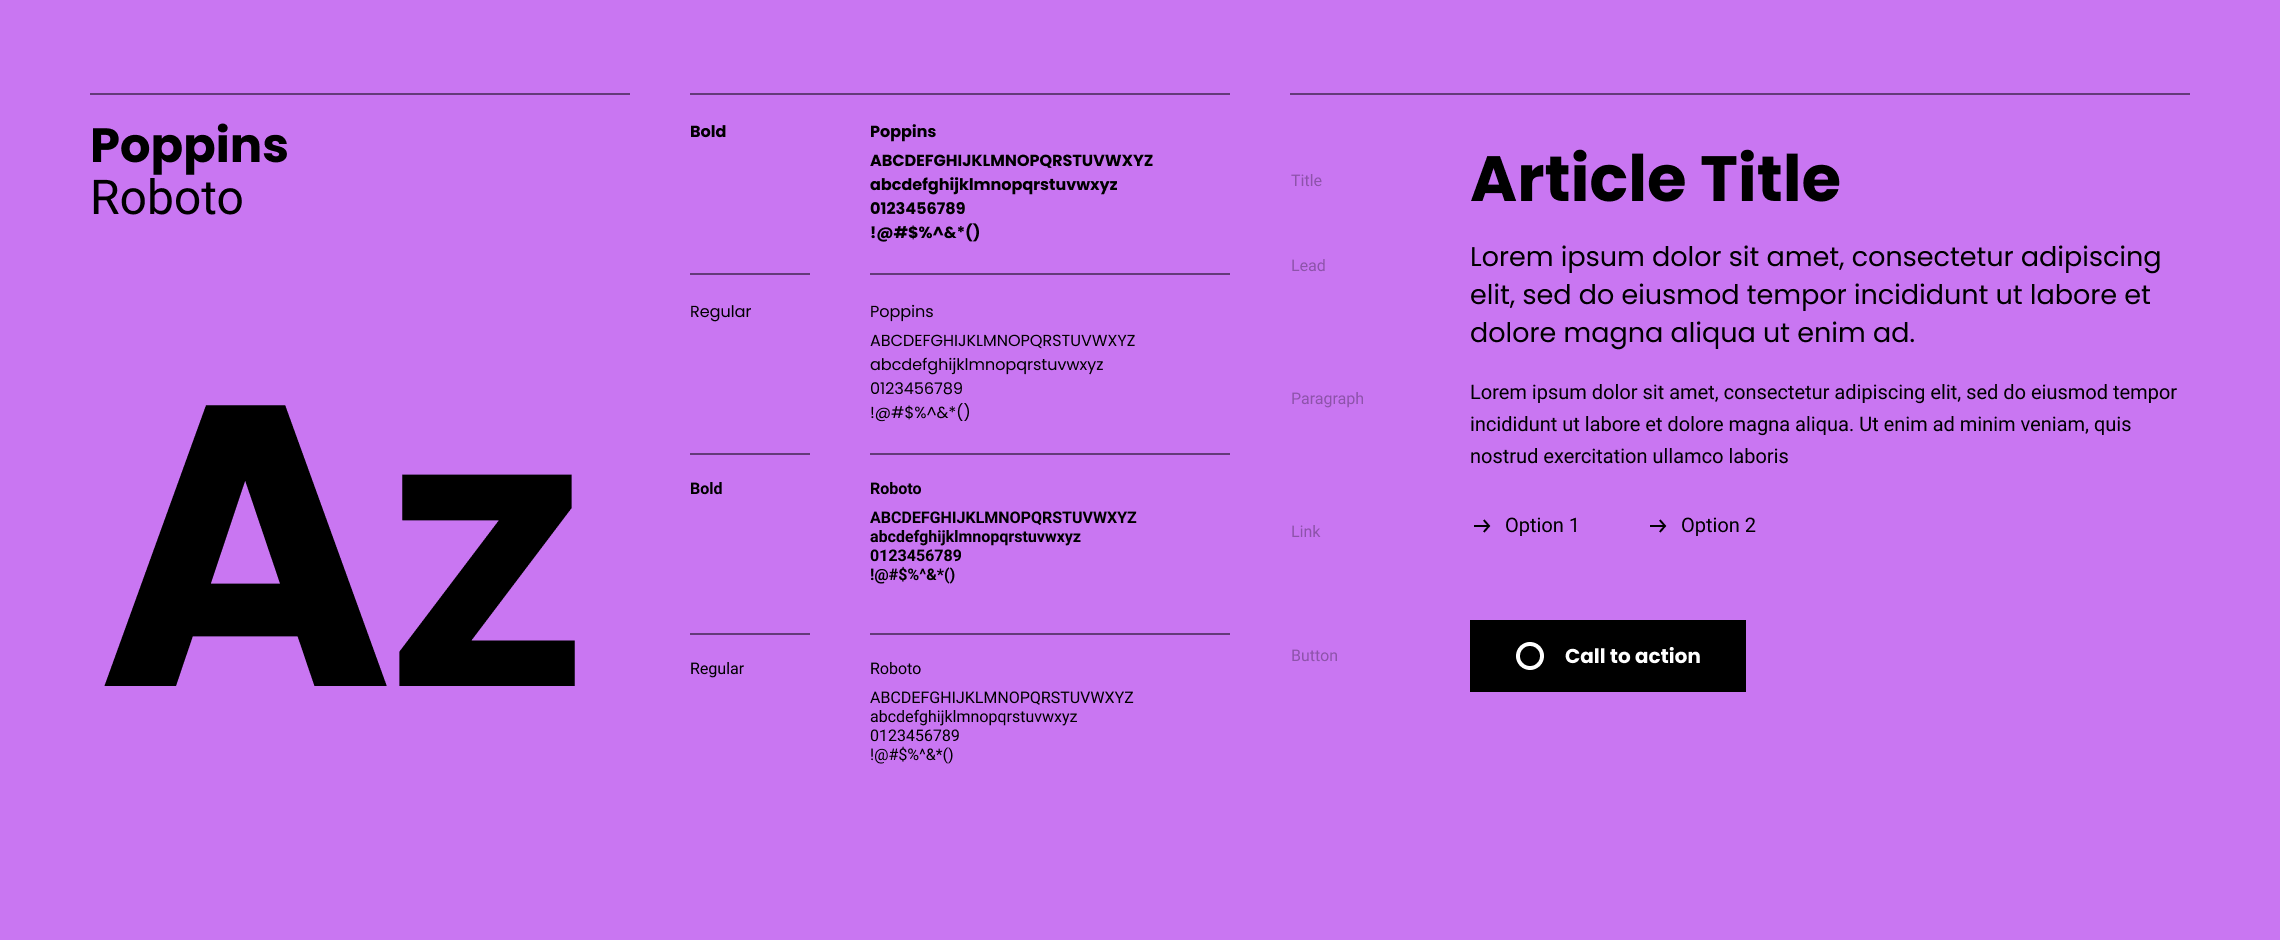 Poppins
Roboto
Az
Bold
Poppins
ABCDEFGHIJKLMNOPQRSTUVWXYZ
abcdefghijklmnopqrstuvwxyz
0123456789
!@#$%^&*()
Regular
Poppins
ABCDEFGHIJKLMNOPQRSTUVWXYZ
abcdefghijklmnopqrstuvwxyz
0123456789
!@#$%^&*()
Bold
Roboto
ABCDEFGHIJKLMNOPQRSTUVWXYZ
abcdefghijklmnopqrstuvwxyz
0123456789
!@#$%^&*()
Regular
Roboto
ABCDEFGHIJKLMNOPQRSTUVWXYZ
abcdefghijklmnopqrstuvwxyz
0123456789
!@#$%^&*()
Title
Article Title
Lead
Lorem ipsum dolor sit amet, consectetur adipiscing
elit, sed do eiusmod tempor incididunt ut labore et
dolore magna aliqua ut enim ad.
Paragraph
Lorem ipsum dolor sit amet, consectetur adipiscing elit, sed do eiusmod tempor
incididunt ut labore et dolore magna aliqua. Ut enim ad minim veniam, quis
nostrud exercitation ullamco laboris
Link
→ Option 1 → Option 2
Button
Call to action